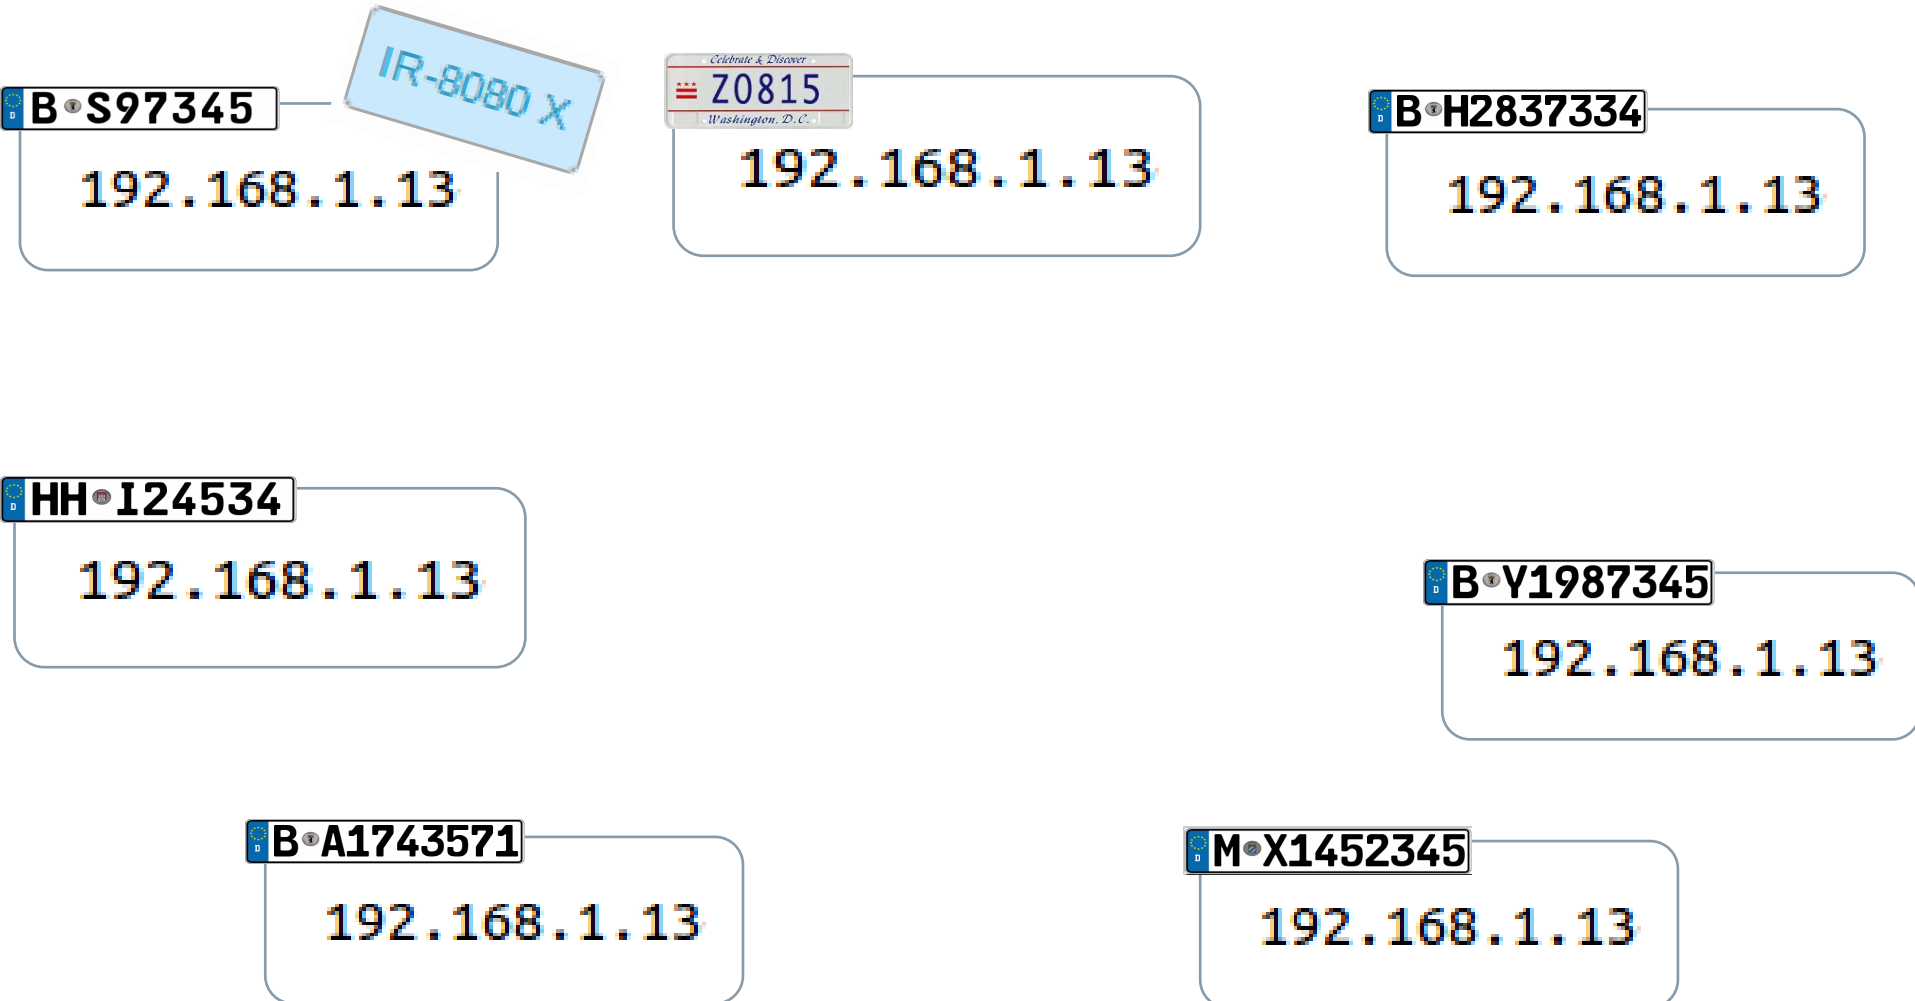 IR-8080 X
B S97345
D
192.168.1.13
Celebrate & Discover
Z0815
Washington, D.C.
192.168.1.13
B H2837334
D
192.168.1.13
HH I24534
D
192.168.1.13
B Y1987345
D
192.168.1.13
B A1743571
D
192.168.1.13
M X1452345
D
192.168.1.13